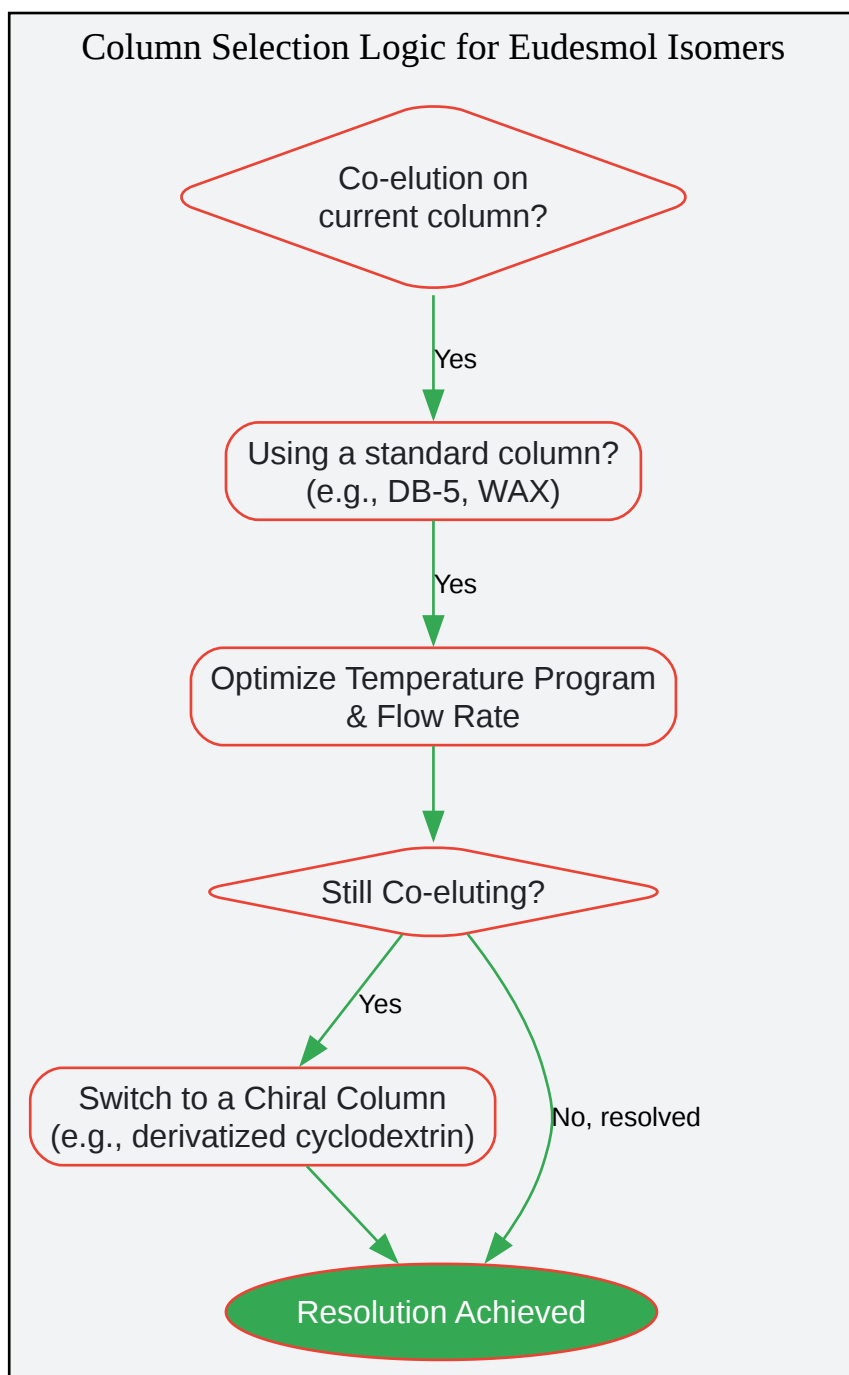 Column Selection Logic for Eudesmol Isomers
Co-elution on
current column?
Yes
Using a standard column?
(e.g., DB-5, WAX)
Yes
Optimize Temperature Program
& Flow Rate
Still Co-eluting?
Yes
Switch to a Chiral Column
(e.g., derivatized cyclodextrin)
No, resolved
Resolution Achieved